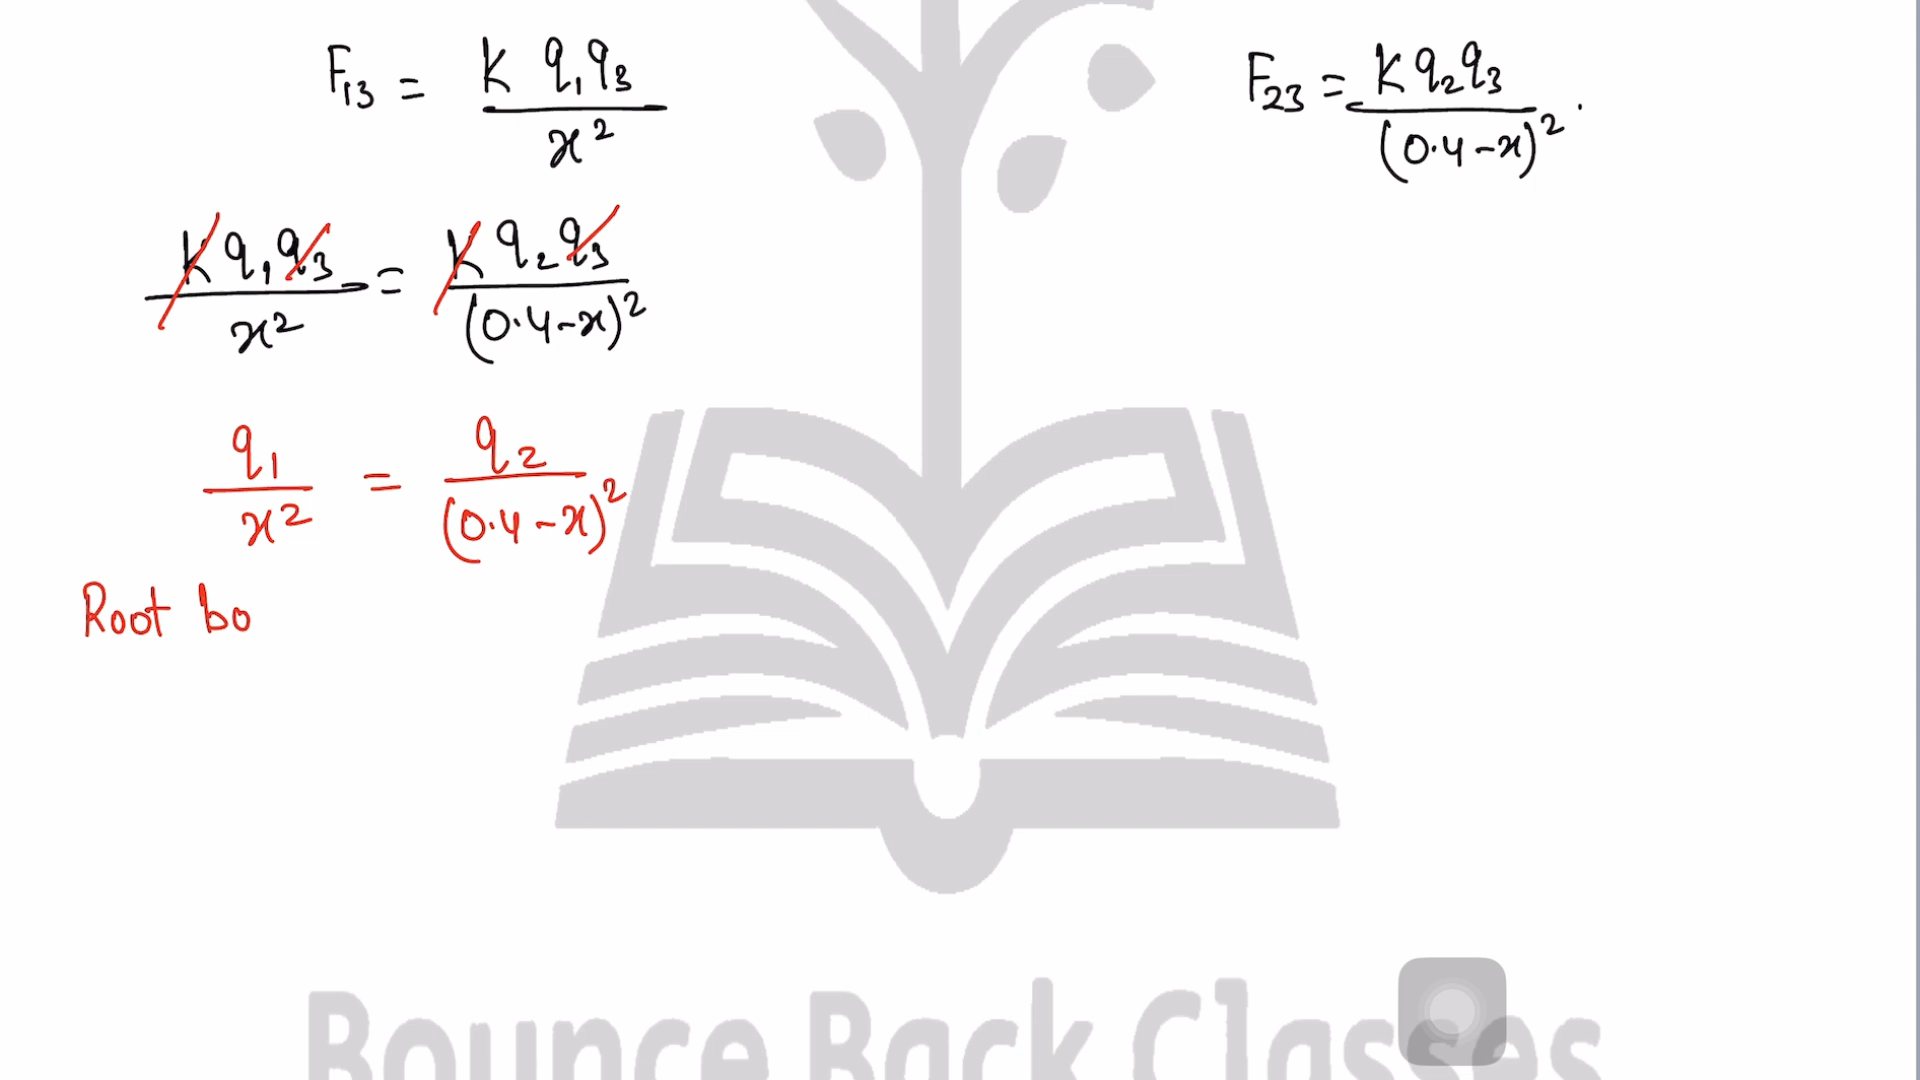 F₁₃ = K q₁q₃ / x²
F₂₃ = K q₂q₃ / (0.4-x)² .
K q₁q₃ / x² = K q₂q₃ / (0.4-x)²
q₁ / x² = q₂ / (0.4-x)²
Root bo
Bounce Back Classes